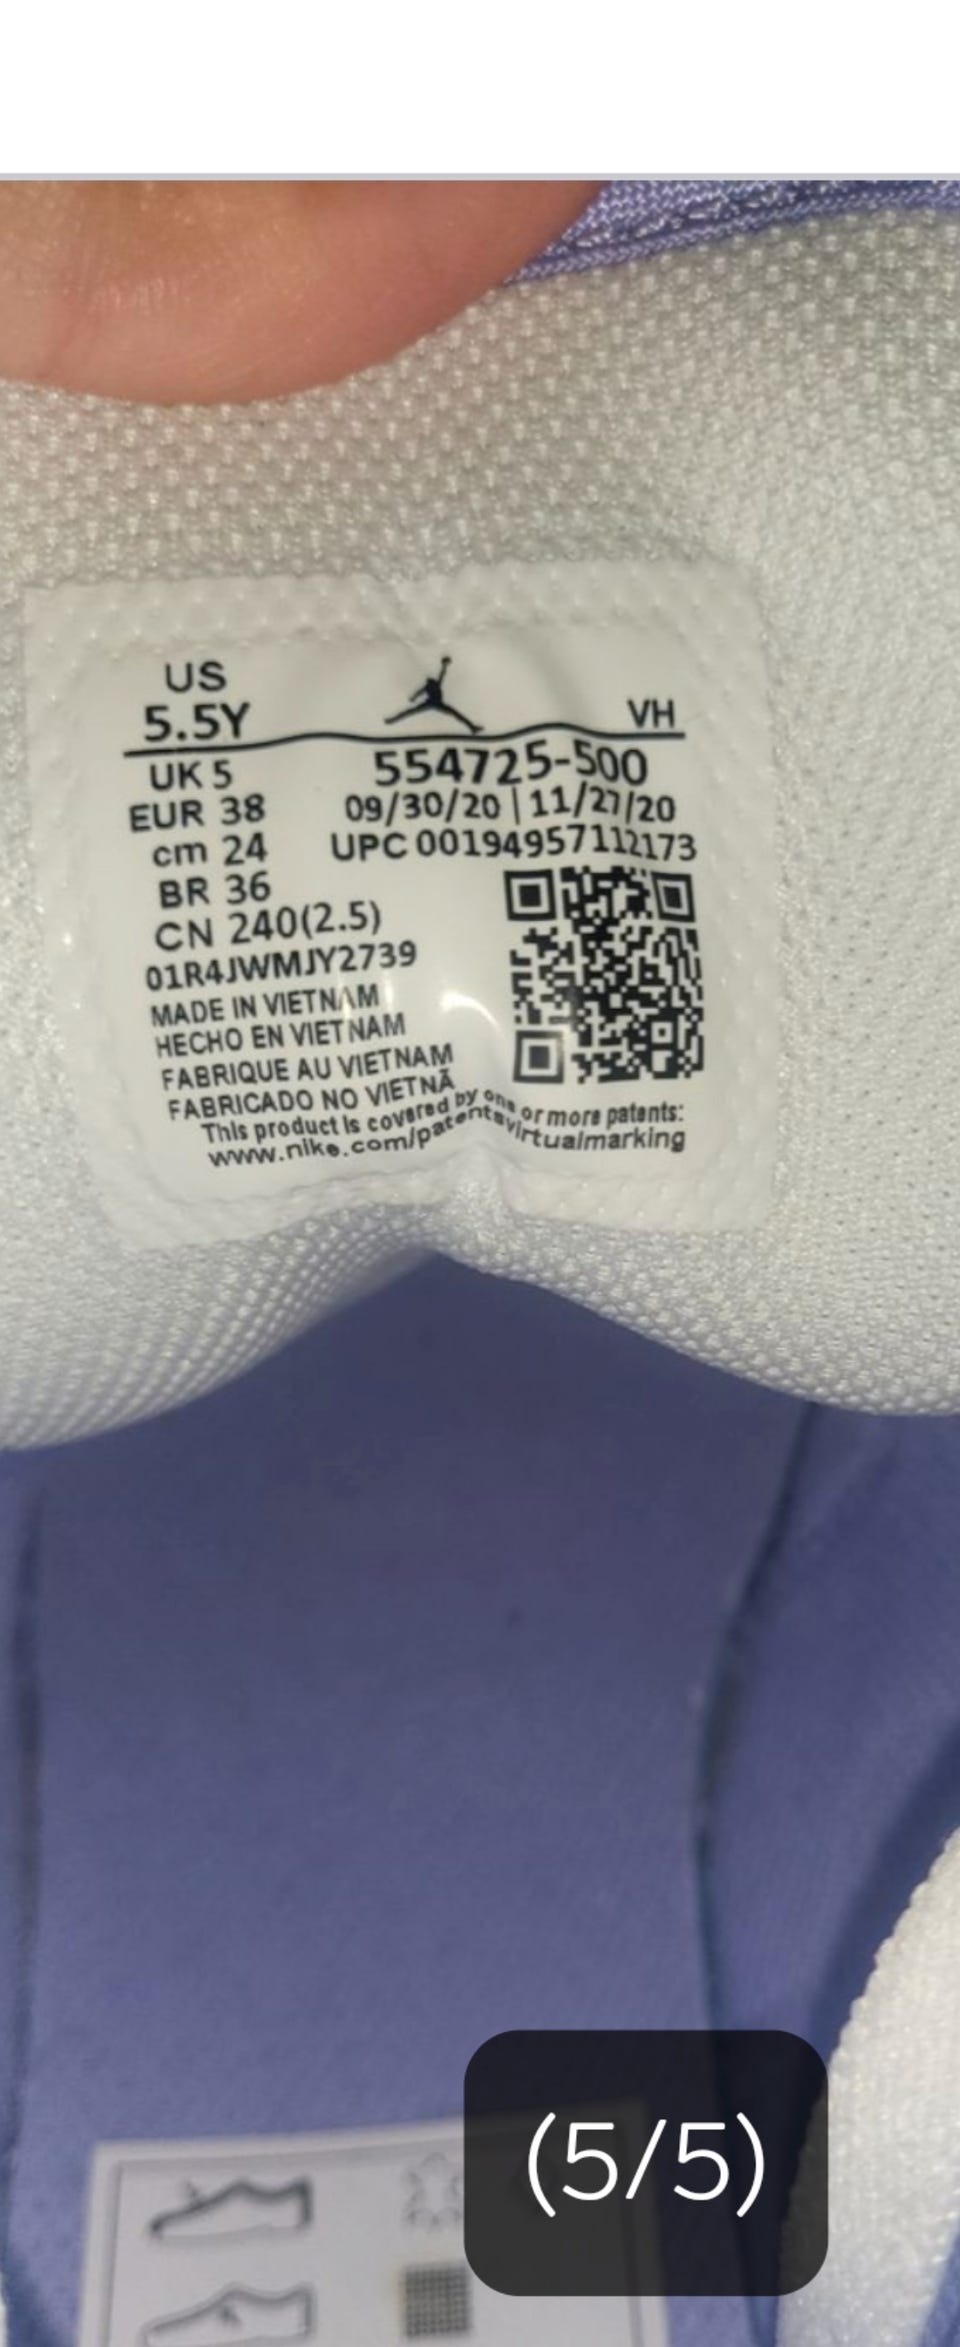 US
5.5Y
VH
UK 5
554725-500
EUR 38
09/30/20 | 11/27/20
cm 24
UPC 00194957112173
BR 36
CN 240(2.5)
01R4JWMJY2739
MADE IN VIETNAM
HECHO EN VIETNAM
FABRIQUE AU VIETNAM
FABRICADO NO VIETNÃ
This product is covered by one or more patents:
www.nike.com/patentsvirtualmarking
(5/5)